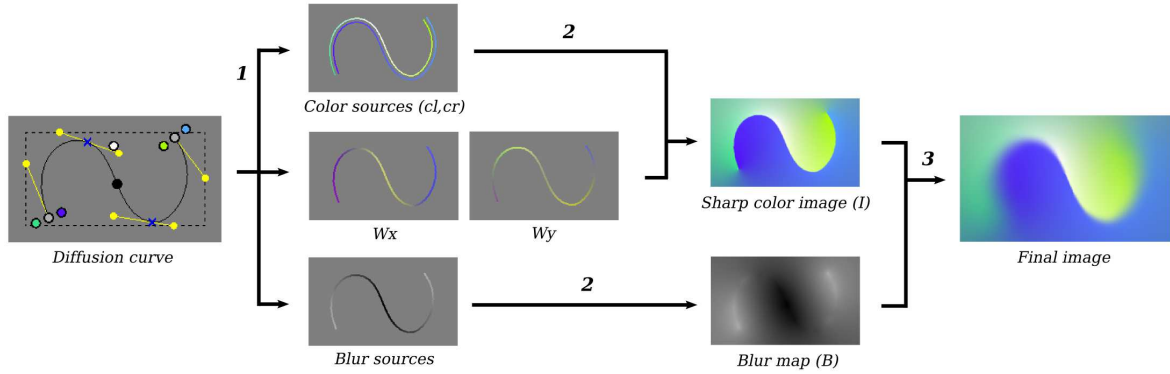 1
2
Color sources (cl,cr)
Diffusion curve
Wx
Wy
Sharp color image (I)
3
Final image
2
Blur sources
Blur map (B)